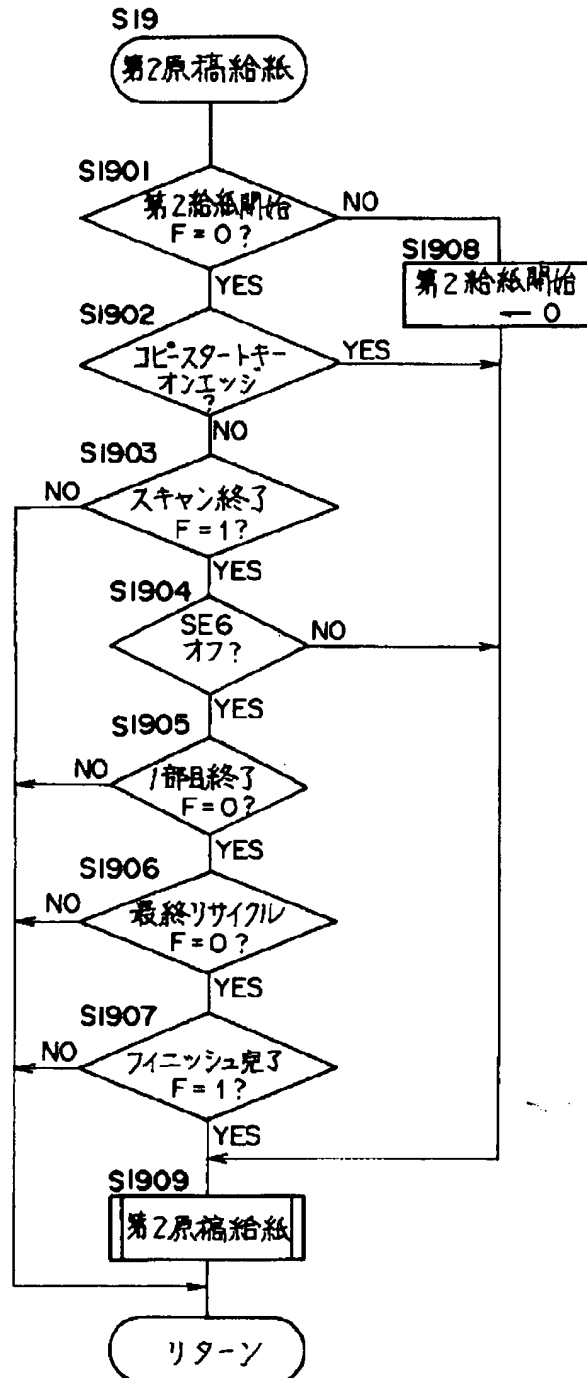 S19
第2原稿給紙
S1901
第2給紙開始
F=0?
NO
YES
S1908
第2給紙開始
← 0
S1902
コピースタートキー
オンエッジ
?
YES
NO
S1903
スキャン終了
F=1?
NO
YES
S1904
SE6
オフ?
NO
YES
S1905
1部目終了
F=0?
NO
YES
S1906
最終リサイクル
F=0?
NO
YES
S1907
フィニッシュ完了
F=1?
NO
YES
S1909
第2原稿給紙
リターン